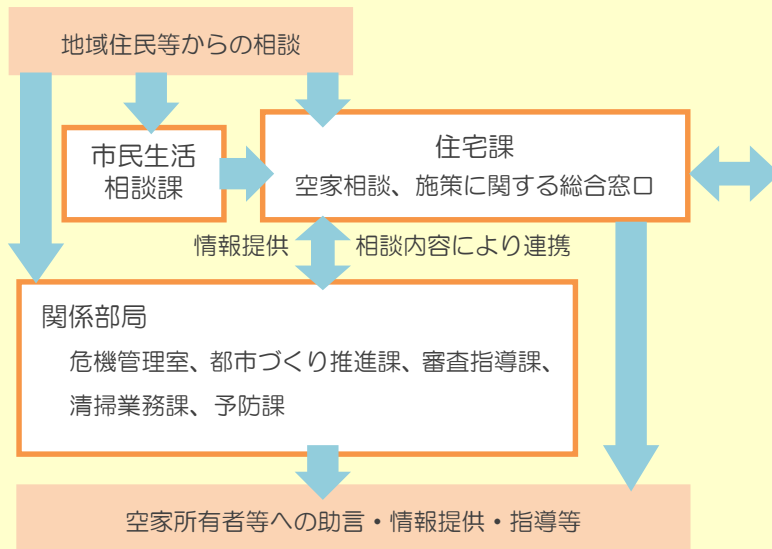 地域住民等からの相談
市民生活
相談課
住宅課
空家相談、施策に関する総合窓口
情報提供
相談内容により連携
関係部局
危機管理室、都市づくり推進課、審査指導課、
清掃業務課、予防課
空家所有者等への助言・情報提供・指導等